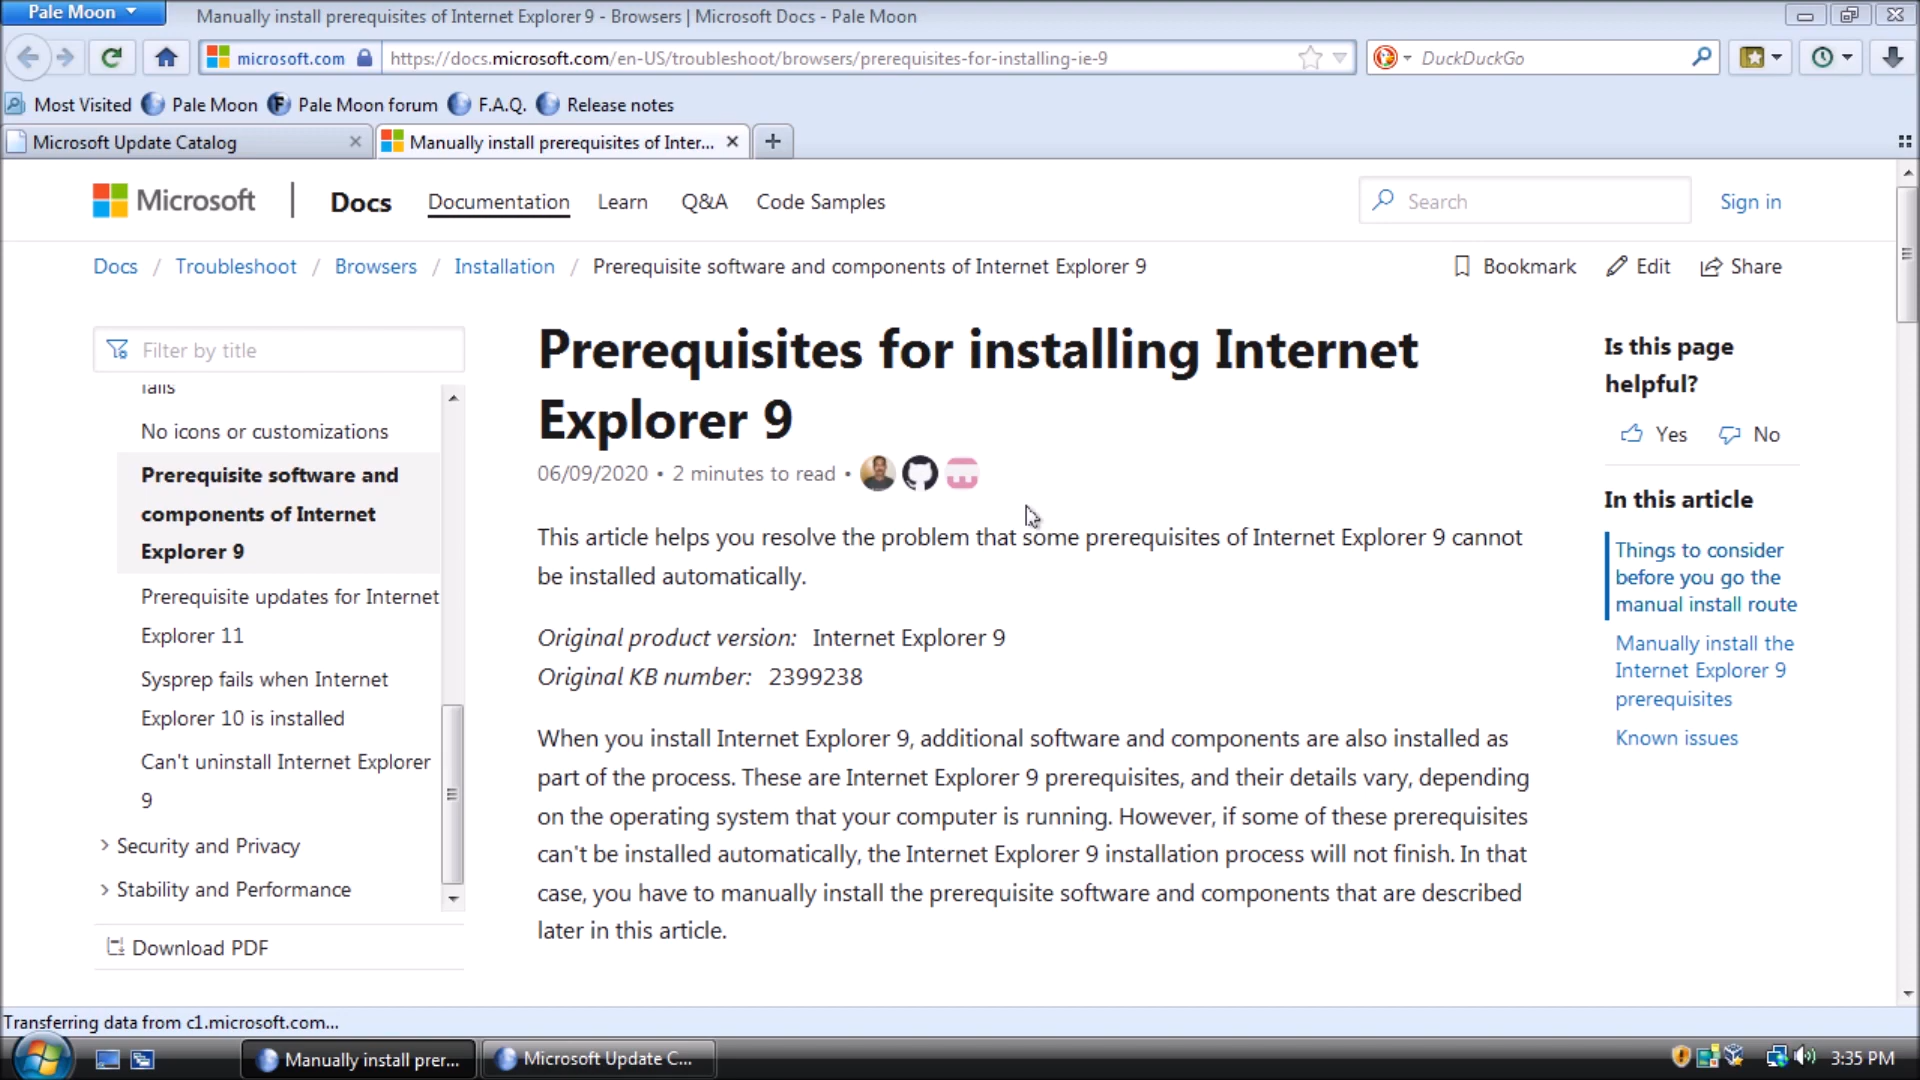 Pale Moon
Manually install prerequisites of Internet Explorer 9 - Browsers | Microsoft Docs - Pale Moon
microsoft.com
https://docs.microsoft.com/en-US/troubleshoot/browsers/prerequisites-for-installing-ie-9
DuckDuckGo
Most Visited Pale Moon Pale Moon forum F.A.Q. Release notes
Microsoft Update Catalog
Manually install prerequisites of Inter...
Microsoft Docs Documentation Learn Q&A Code Samples
Search
Sign in
Docs / Troubleshoot / Browsers / Installation / Prerequisite software and components of Internet Explorer 9
Bookmark Edit Share
Filter by title
fails
No icons or customizations
Prerequisite software and
components of Internet
Explorer 9
Prerequisite updates for Internet
Explorer 11
Sysprep fails when Internet
Explorer 10 is installed
Can't uninstall Internet Explorer
9
Security and Privacy
Stability and Performance
Download PDF
Prerequisites for installing Internet
Explorer 9
06/09/2020 • 2 minutes to read •
This article helps you resolve the problem that some prerequisites of Internet Explorer 9 cannot
be installed automatically.
Original product version: Internet Explorer 9
Original KB number: 2399238
When you install Internet Explorer 9, additional software and components are also installed as
part of the process. These are Internet Explorer 9 prerequisites, and their details vary, depending
on the operating system that your computer is running. However, if some of these prerequisites
can't be installed automatically, the Internet Explorer 9 installation process will not finish. In that
case, you have to manually install the prerequisite software and components that are described
later in this article.
Is this page
helpful?
Yes No
In this article
Things to consider
before you go the
manual install route
Manually install the
Internet Explorer 9
prerequisites
Known issues
Transferring data from c1.microsoft.com...
Manually install prer...
Microsoft Update C...
3:35 PM